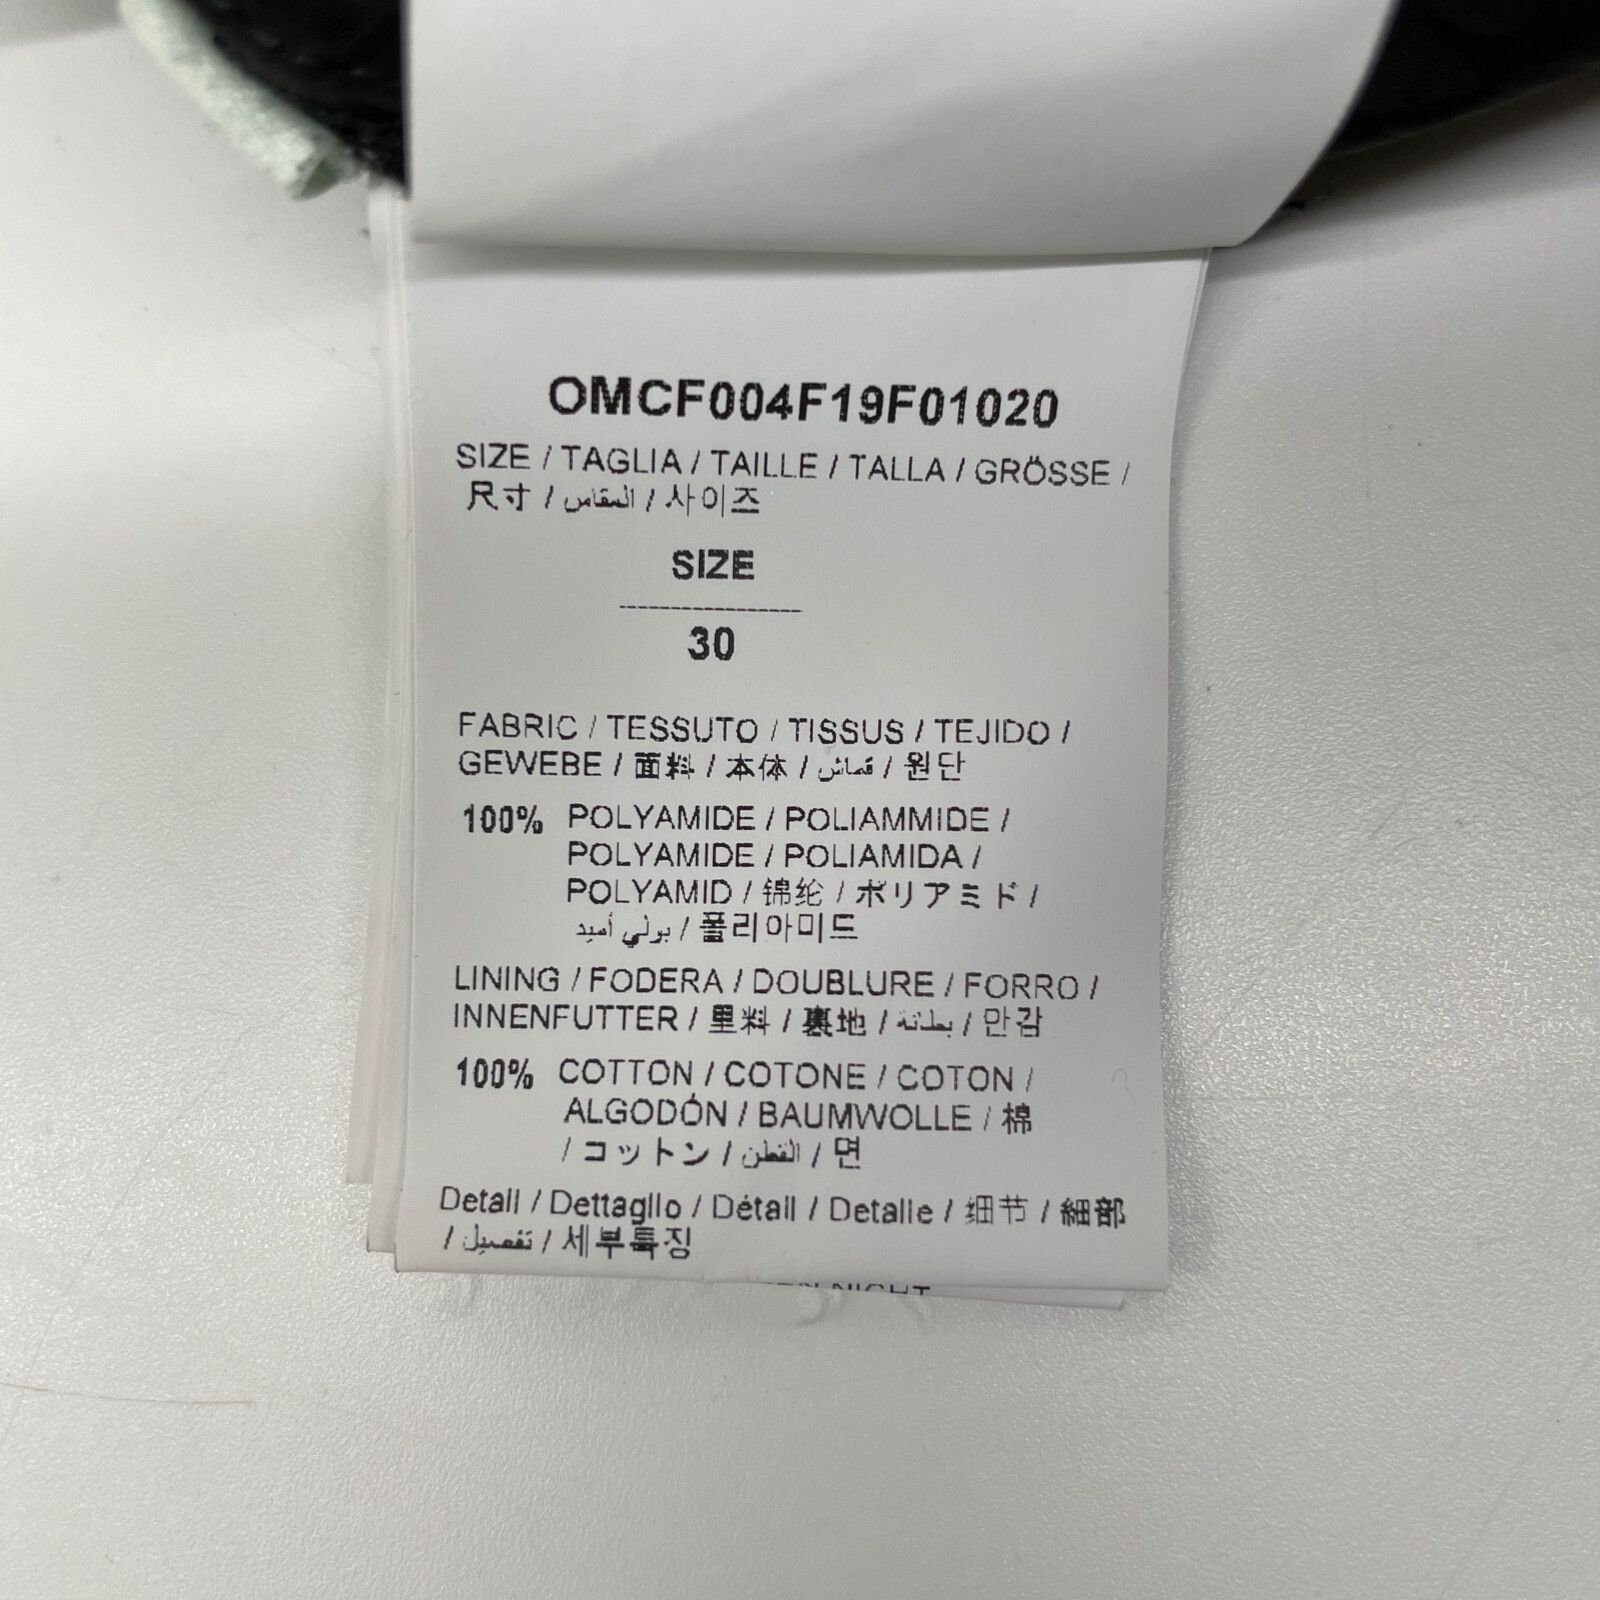 OMCF004F19F01020
SIZE / TAGLIA / TAILLE / TALLA / GRÖSSE /
尺寸 / المقاس / 사이즈
SIZE
30
FABRIC / TESSUTO / TISSUS / TEJIDO /
GEWEBE / 面料 / 本体 / قماش / 원단
100% POLYAMIDE / POLIAMMIDE /
POLYAMIDE / POLIAMIDA /
POLYAMID / 锦纶 / ポリアミド /
بولي أميد / 폴리아미드
LINING / FODERA / DOUBLURE / FORRO /
INNENFUTTER / 里料 / 裏地 / بطانة / 안감
100% COTTON / COTONE / COTON /
ALGODÓN / BAUMWOLLE / 棉
/ コットン / القطن / 면
Detail / Dettaglio / Détail / Detalle / 细节 / 細部
/ تفصيل / 세부특징
NIGHT